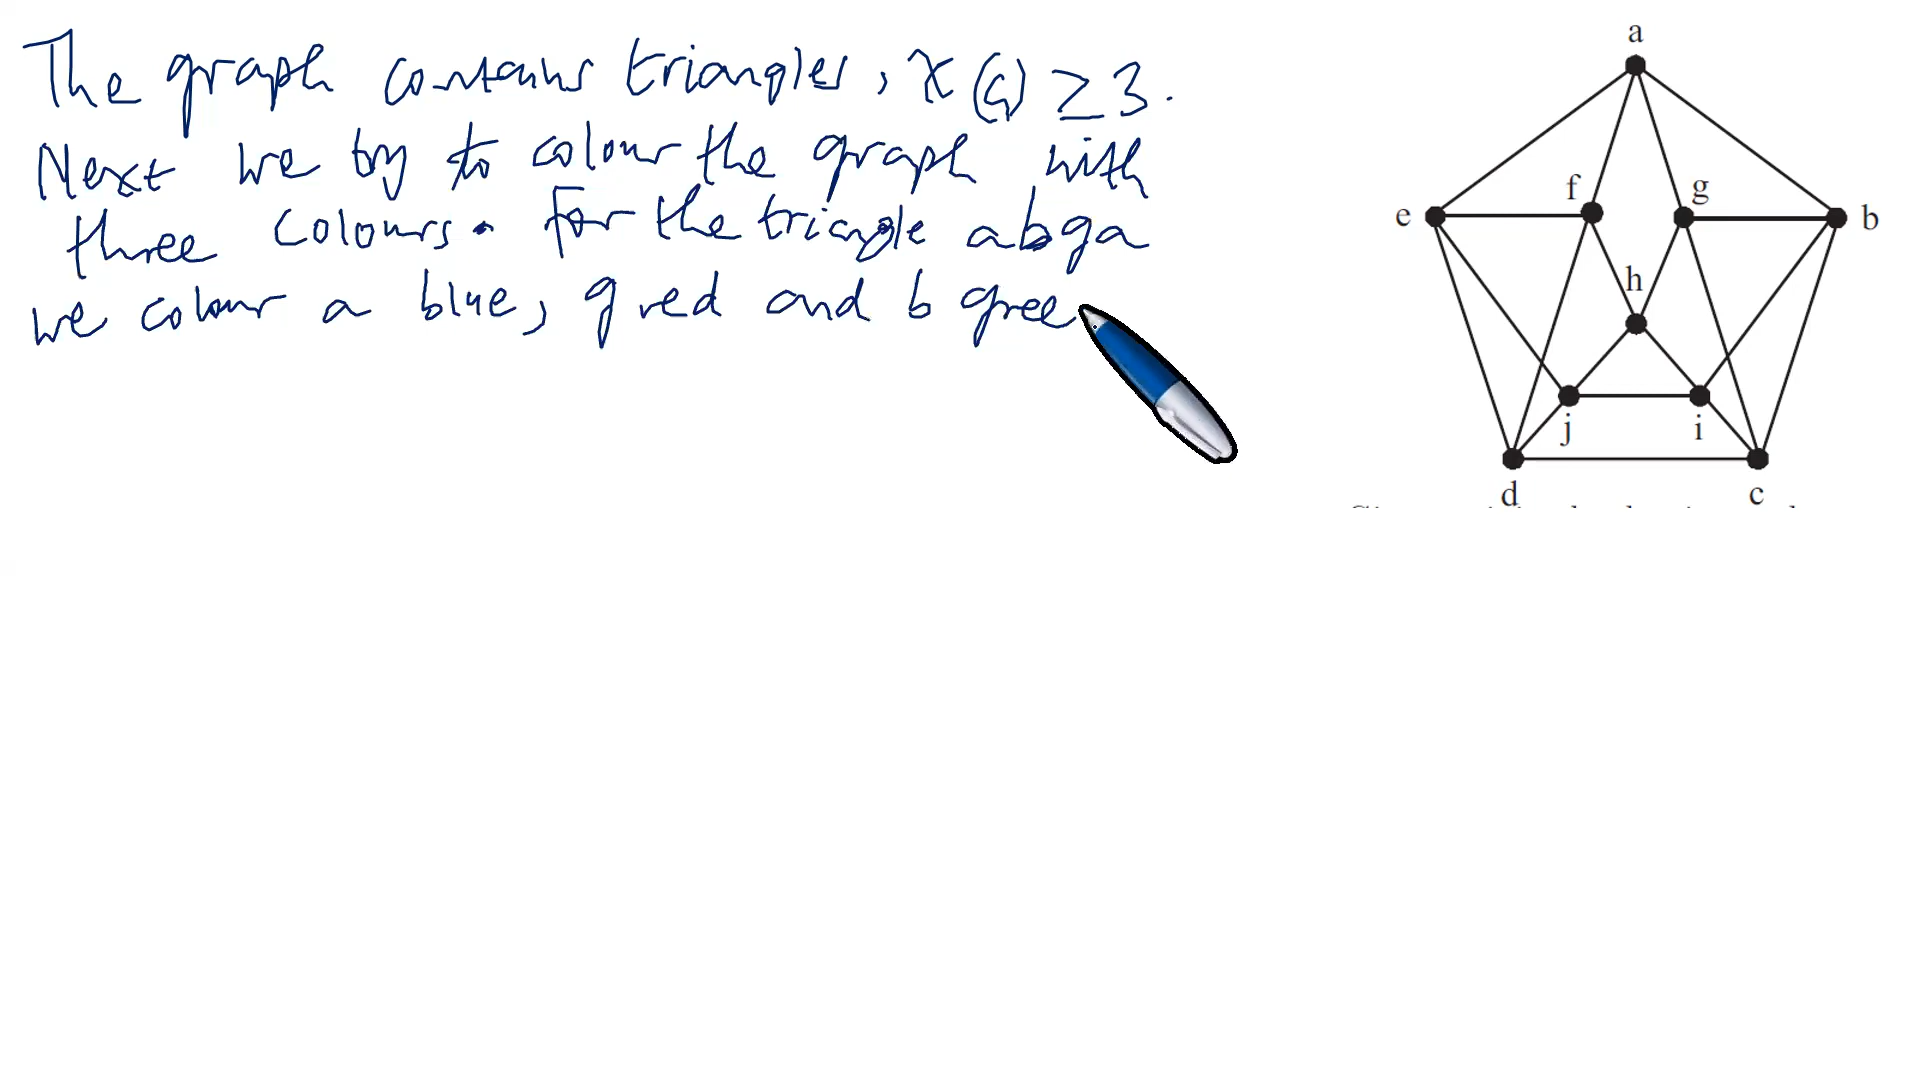 The graph contains triangles, χ(G) ≥ 3.
Next we try to colour the graph with
three colours. For the triangle abga
we colour a blue, g red and b gree
a
f
g
e
b
h
j
i
d
c